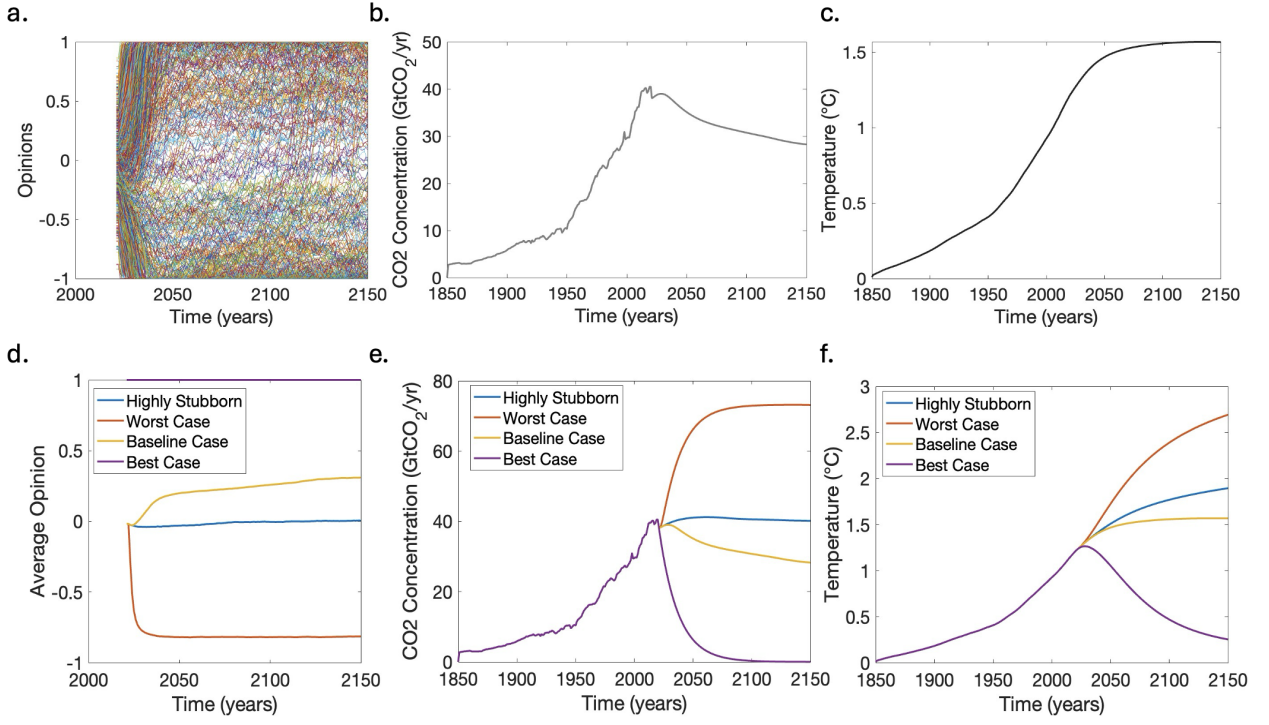 a.
Opinions
1
0.5
0
-0.5
-1
2000
2050
2100
2150
Time (years)
b.
CO2 Concentration (GtCO2/yr)
50
40
30
20
10
0
1850
1900
1950
2000
2050
2100
2150
Time (years)
c.
Temperature (°C)
1.5
1
0.5
0
1850
1900
1950
2000
2050
2100
2150
Time (years)
d.
Average Opinion
1
0.5
0
-0.5
-1
Highly Stubborn
Worst Case
Baseline Case
Best Case
2000
2050
2100
2150
Time (years)
e.
CO2 Concentration (GtCO2/yr)
80
60
40
20
0
Highly Stubborn
Worst Case
Baseline Case
Best Case
1850
1900
1950
2000
2050
2100
2150
Time (years)
f.
Temperature (°C)
3
2.5
2
1.5
1
0.5
0
Highly Stubborn
Worst Case
Baseline Case
Best Case
1850
1900
1950
2000
2050
2100
2150
Time (years)